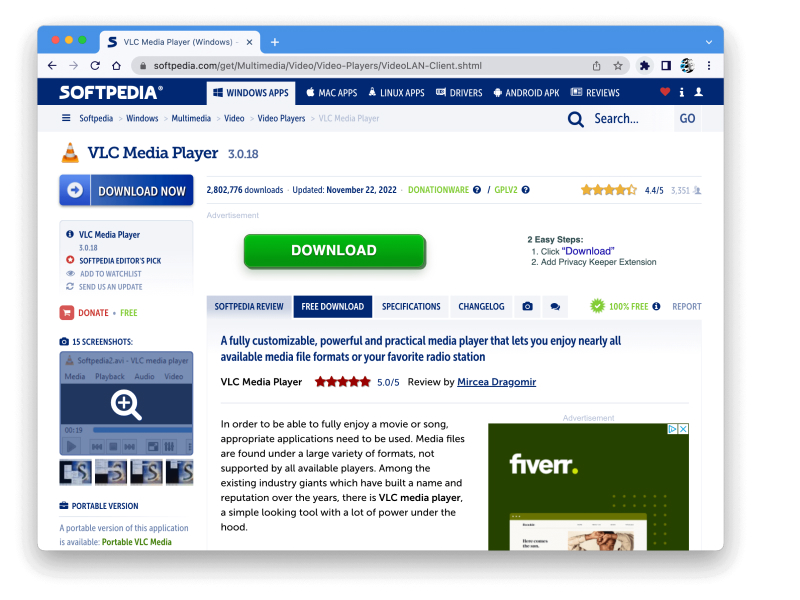 VLC Media Player (Windows) -
softpedia.com/get/Multimedia/Video/Video-Players/VideoLAN-Client.shtml
SOFTPEDIA®
WINDOWS APPS MAC APPS LINUX APPS DRIVERS ANDROID APK REVIEWS
Softpedia > Windows > Multimedia > Video > Video Players > VLC Media Player
Search... GO
VLC Media Player 3.0.18
DOWNLOAD NOW
2,802,776 downloads · Updated: November 22, 2022 · DONATIONWARE / GPLV2
4.4/5 3,351
Advertisement
VLC Media Player
3.0.18
SOFTPEDIA EDITOR'S PICK
ADD TO WATCHLIST
SEND US AN UPDATE
DONATE • FREE
DOWNLOAD
2 Easy Steps:
1. Click "Download"
2. Add Privacy Keeper Extension
SOFTPEDIA REVIEW FREE DOWNLOAD SPECIFICATIONS CHANGELOG
100% FREE REPORT
15 SCREENSHOTS:
Softpedia2.avi - VLC media player
Media Playback Audio Video
00:19
PORTABLE VERSION
A portable version of this application
is available: Portable VLC Media
A fully customizable, powerful and practical media player that lets you enjoy nearly all
available media file formats or your favorite radio station
VLC Media Player 5.0/5 Review by Mircea Dragomir
In order to be able to fully enjoy a movie or song,
appropriate applications need to be used. Media files
are found under a large variety of formats, not
supported by all available players. Among the
existing industry giants which have built a name and
reputation over the years, there is VLC media player,
a simple looking tool with a lot of power under the
hood.
Advertisement
fiverr.
Here comes
the sun.